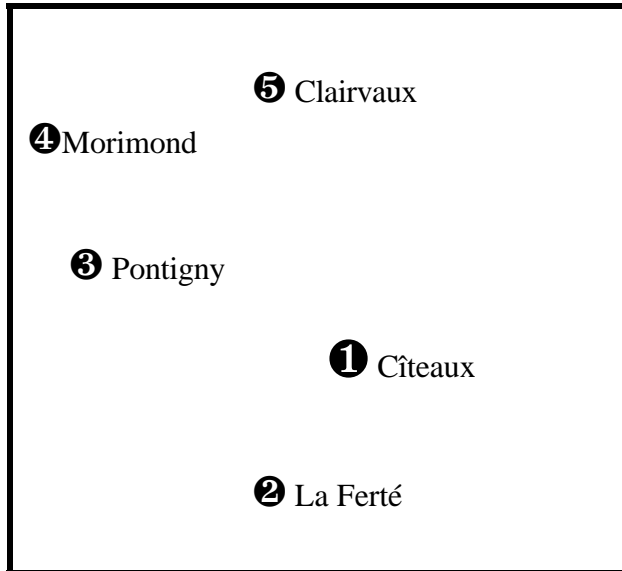 ❺ Clairvaux
❹Morimond
❸ Pontigny
❶ Cîteaux
❷ La Ferté